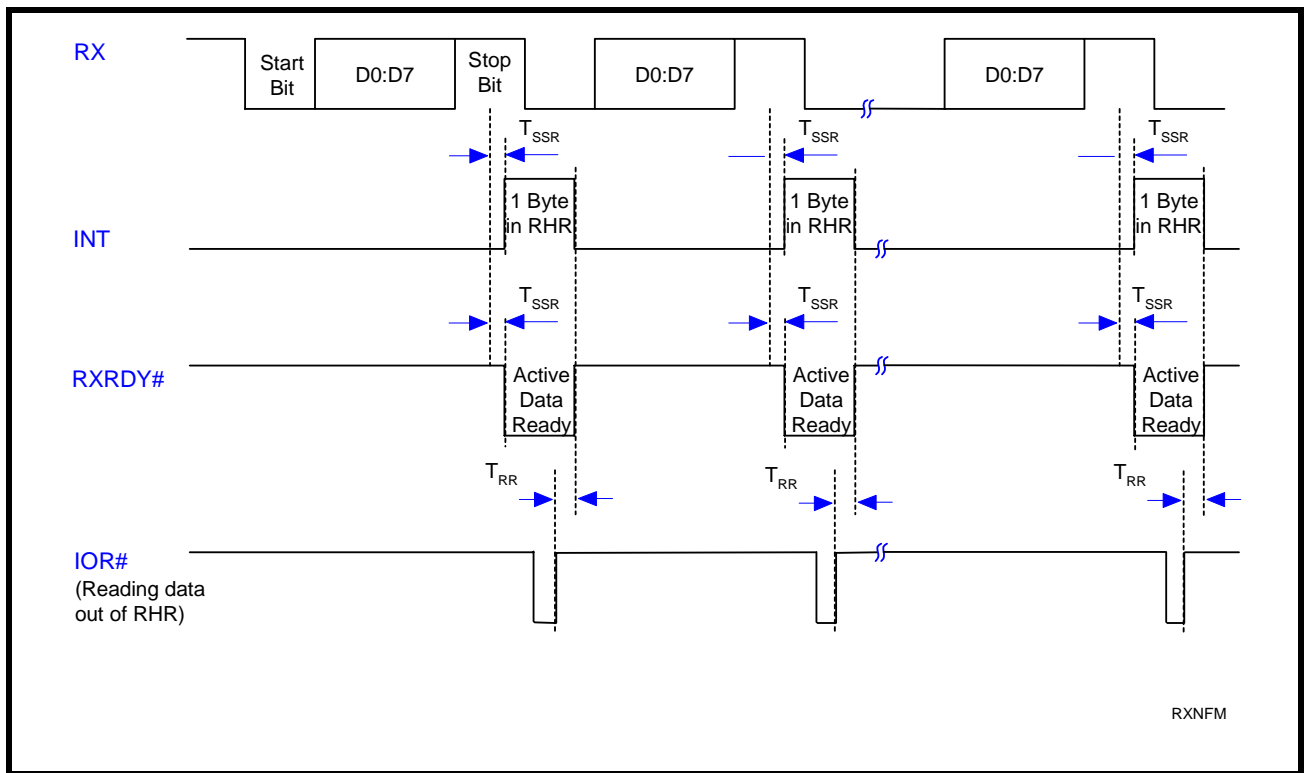 RX
Start
Bit
D0:D7
Stop
Bit
D0:D7
D0:D7
TSSR
TSSR
TSSR
INT
1 Byte
in RHR
1 Byte
in RHR
1 Byte
in RHR
TSSR
TSSR
TSSR
RXRDY#
Active
Data
Ready
Active
Data
Ready
Active
Data
Ready
TRR
TRR
TRR
IOR#
(Reading data
out of RHR)
RXNFM